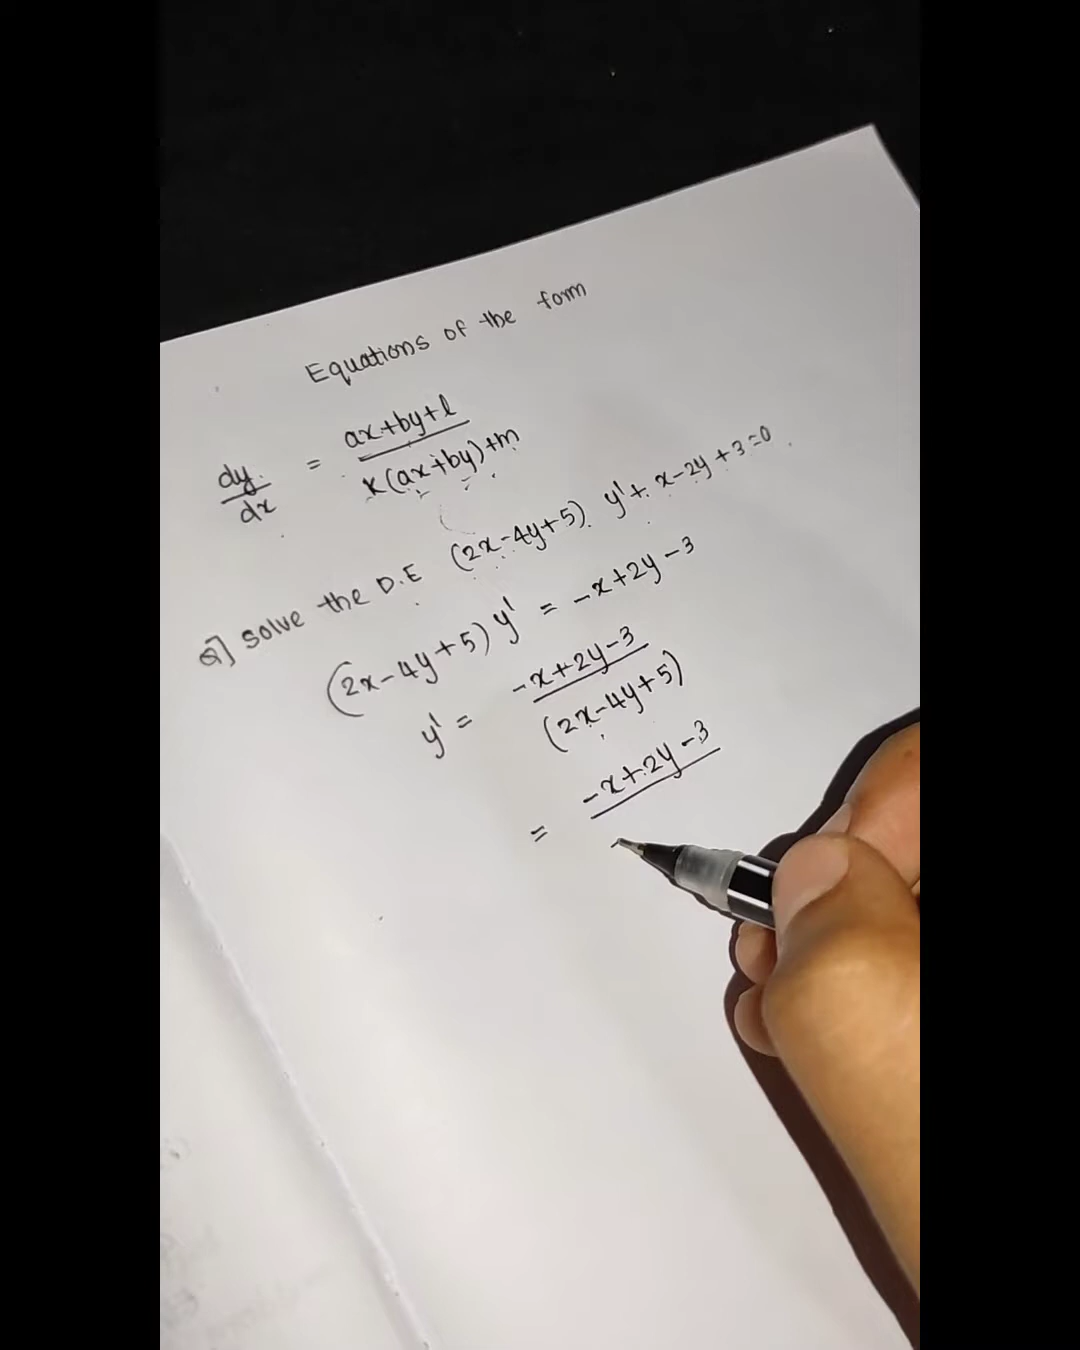 Equations of the form
dy/dx = ax+by+l / k(ax+by)+m
Q] Solve the D.E (2x-4y+5) y' + x-2y+3=0.
(2x-4y+5) y' = -x+2y-3
y' = -x+2y-3 / (2x-4y+5)
= -x+2y-3 / -